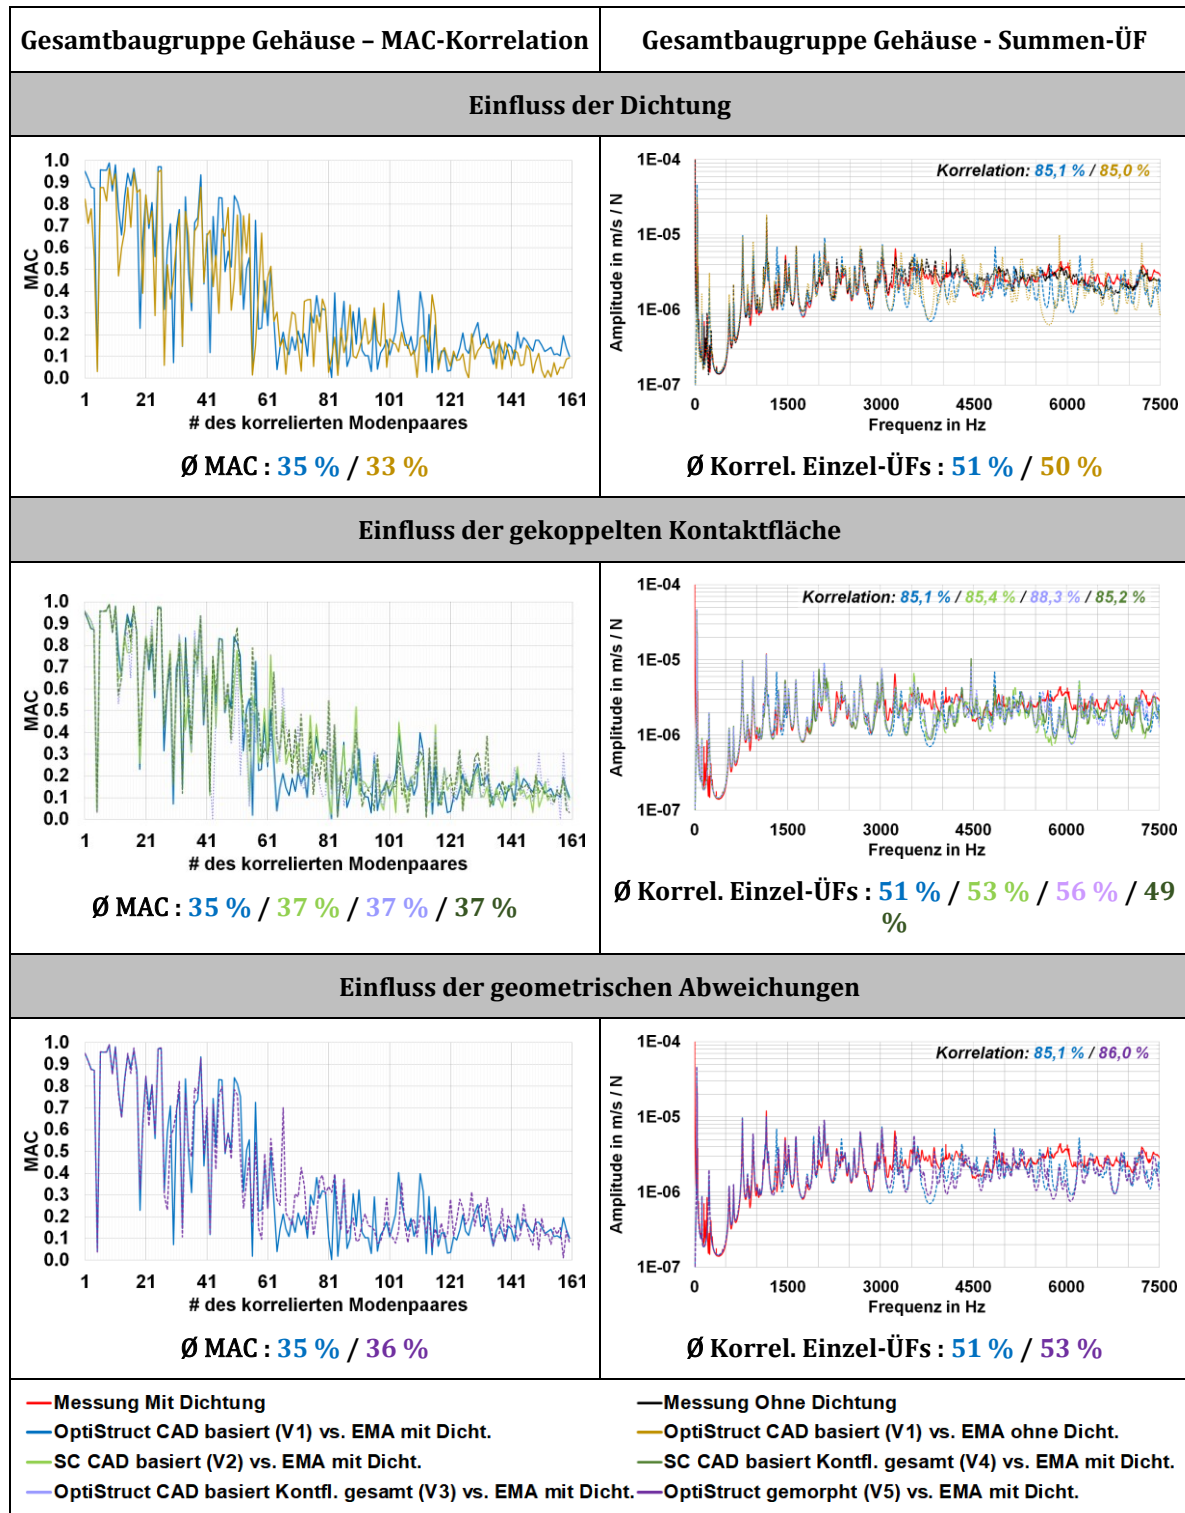 Gesamtbaugruppe Gehäuse – MAC-Korrelation
Gesamtbaugruppe Gehäuse - Summen-ÜF
Einfluss der Dichtung
MAC
1.0
0.9
0.8
0.7
0.6
0.5
0.4
0.3
0.2
0.1
0.0
1 21 41 61 81 101 121 141 161
# des korrelierten Modenpaares
Ø MAC : 35 % / 33 %
Amplitude in m/s / N
1E-04
1E-05
1E-06
1E-07
Korrelation: 85,1 % / 85,0 %
0 1500 3000 4500 6000 7500
Frequenz in Hz
Ø Korrel. Einzel-ÜFs : 51 % / 50 %
Einfluss der gekoppelten Kontaktfläche
MAC
1.0
0.9
0.8
0.7
0.6
0.5
0.4
0.3
0.2
0.1
0.0
1 21 41 61 81 101 121 141 161
# des korrelierten Modenpaares
Ø MAC : 35 % / 37 % / 37 % / 37 %
Amplitude in m/s / N
1E-04
1E-05
1E-06
1E-07
Korrelation: 85,1 % / 85,4 % / 88,3 % / 85,2 %
0 1500 3000 4500 6000 7500
Frequenz in Hz
Ø Korrel. Einzel-ÜFs : 51 % / 53 % / 56 % / 49
%
Einfluss der geometrischen Abweichungen
MAC
1.0
0.9
0.8
0.7
0.6
0.5
0.4
0.3
0.2
0.1
0.0
1 21 41 61 81 101 121 141 161
# des korrelierten Modenpaares
Ø MAC : 35 % / 36 %
Amplitude in m/s / N
1E-04
1E-05
1E-06
1E-07
Korrelation: 85,1 % / 86,0 %
0 1500 3000 4500 6000 7500
Frequenz in Hz
Ø Korrel. Einzel-ÜFs : 51 % / 53 %
Messung Mit Dichtung
Messung Ohne Dichtung
OptiStruct CAD basiert (V1) vs. EMA mit Dicht.
OptiStruct CAD basiert (V1) vs. EMA ohne Dicht.
SC CAD basiert (V2) vs. EMA mit Dicht.
SC CAD basiert Kontfl. gesamt (V4) vs. EMA mit Dicht.
OptiStruct CAD basiert Kontfl. gesamt (V3) vs. EMA mit Dicht.
OptiStruct gemorpht (V5) vs. EMA mit Dicht.